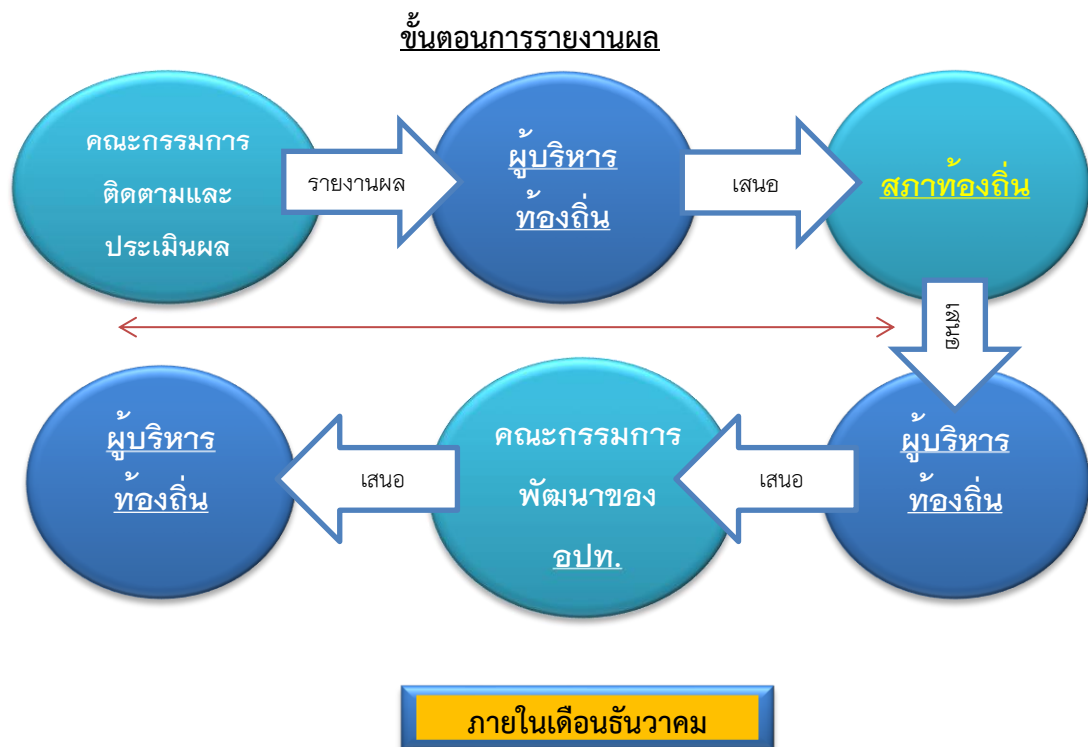 ขั้นตอนการรายงานผล
คณะกรรมการ
ติดตามและ
ประเมินผล
รายงานผล
ผู้บริหาร
ท้องถิ่น
เสนอ
สภาท้องถิ่น
เสนอ
ผู้บริหาร
ท้องถิ่น
เสนอ
คณะกรรมการ
พัฒนาของ
อปท.
เสนอ
ผู้บริหาร
ท้องถิ่น
ภายในเดือนธันวาคม